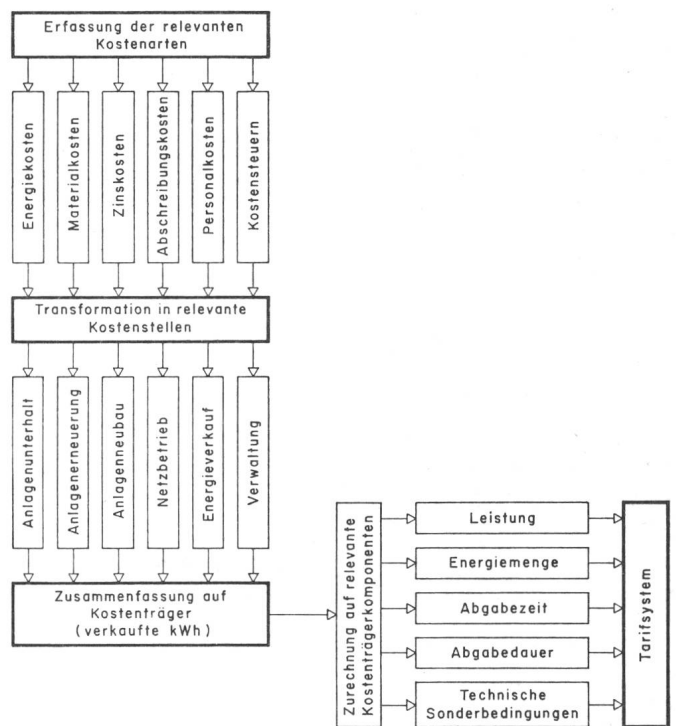 Erfassung der relevanten
Kostenarten
Energiekosten
Materialkosten
Zinskosten
Abschreibungskosten
Personalkosten
Kostensteuern
Transformation in relevante
Kostenstellen
Anlagenunterhalt
Anlagenerneuerung
Anlagenneubau
Netzbetrieb
Energieverkauf
Verwaltung
Zusammenfassung auf
Kostenträger
(verkaufte kWh)
Zurechnung auf relevante
Kostenträgerkomponenten
Leistung
Energiemenge
Abgabezeit
Abgabedauer
Technische
Sonderbedingungen
Tarifsystem